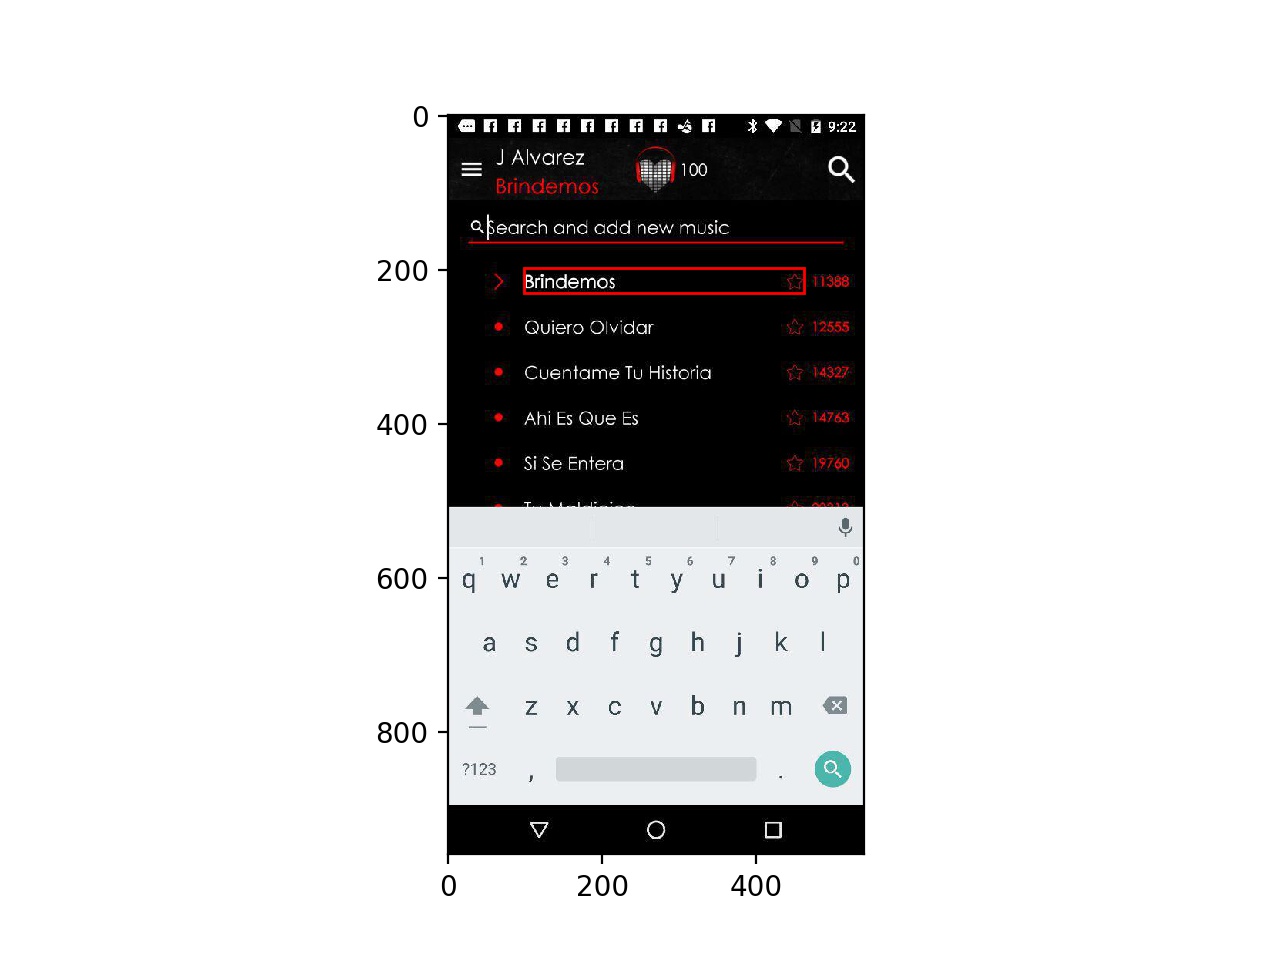 0
200
400
600
800
9:22
J Alvarez
Brindemos
100
Search and add new music
Brindemos 11388
Quiero Olvidar 12555
Cuentame Tu Historia 14327
Ahi Es Que Es 14763
Si Se Entera 19760
1 2 3 4 5 6 7 8 9 0
q w e r t y u i o p
a s d f g h j k l
z x c v b n m
?123 , .
0 200 400